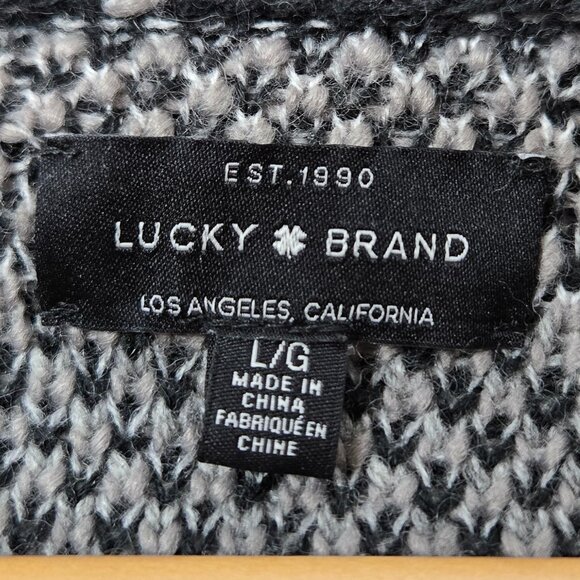 EST.1990
LUCKY BRAND
LOS ANGELES, CALIFORNIA
L/G
MADE IN
CHINA
FABRIQUÉ EN
CHINE